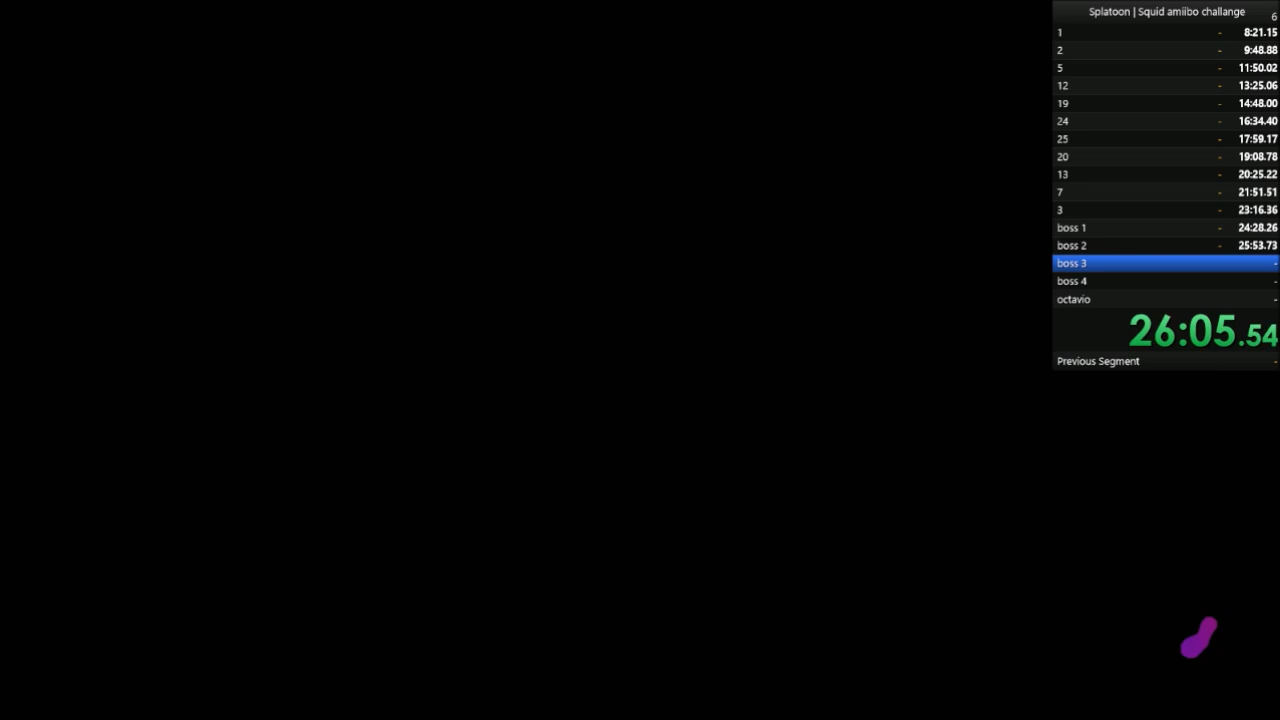 Splatoon | Squid amiibo challange 6
1 - 8:21.15
2 - 9:48.88
5 - 11:50.02
12 - 13:25.06
19 - 14:48.00
24 - 16:34.40
25 - 17:59.17
20 - 19:08.78
13 - 20:25.22
7 - 21:51.51
3 - 23:16.36
boss 1 - 24:28.26
boss 2 - 25:53.73
boss 3 -
boss 4 -
octavio -
26:05.54
Previous Segment -